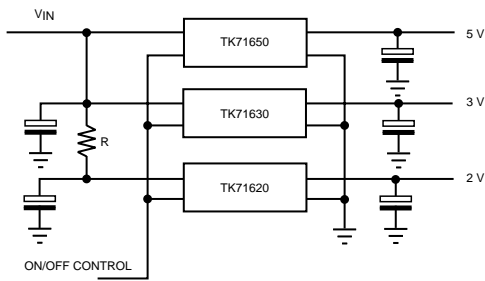 VIN
TK71650
5 V
TK71630
3 V
R
TK71620
2 V
ON/OFF CONTROL